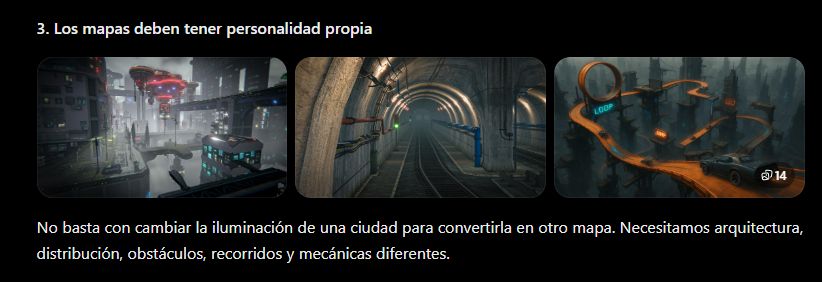 3. Los mapas deben tener personalidad propia
LOOP
14
No basta con cambiar la iluminación de una ciudad para convertirla en otro mapa. Necesitamos arquitectura,
distribución, obstáculos, recorridos y mecánicas diferentes.